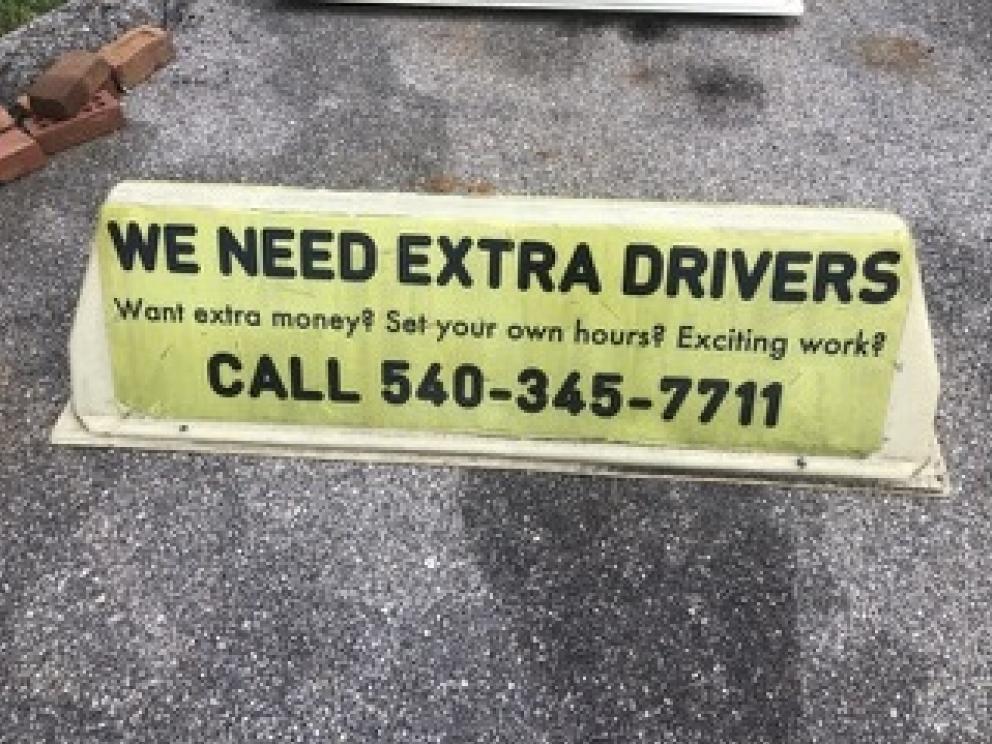 WE NEED EXTRA DRIVERS
Want extra money? Set your own hours? Exciting work?
CALL 540-345-7711